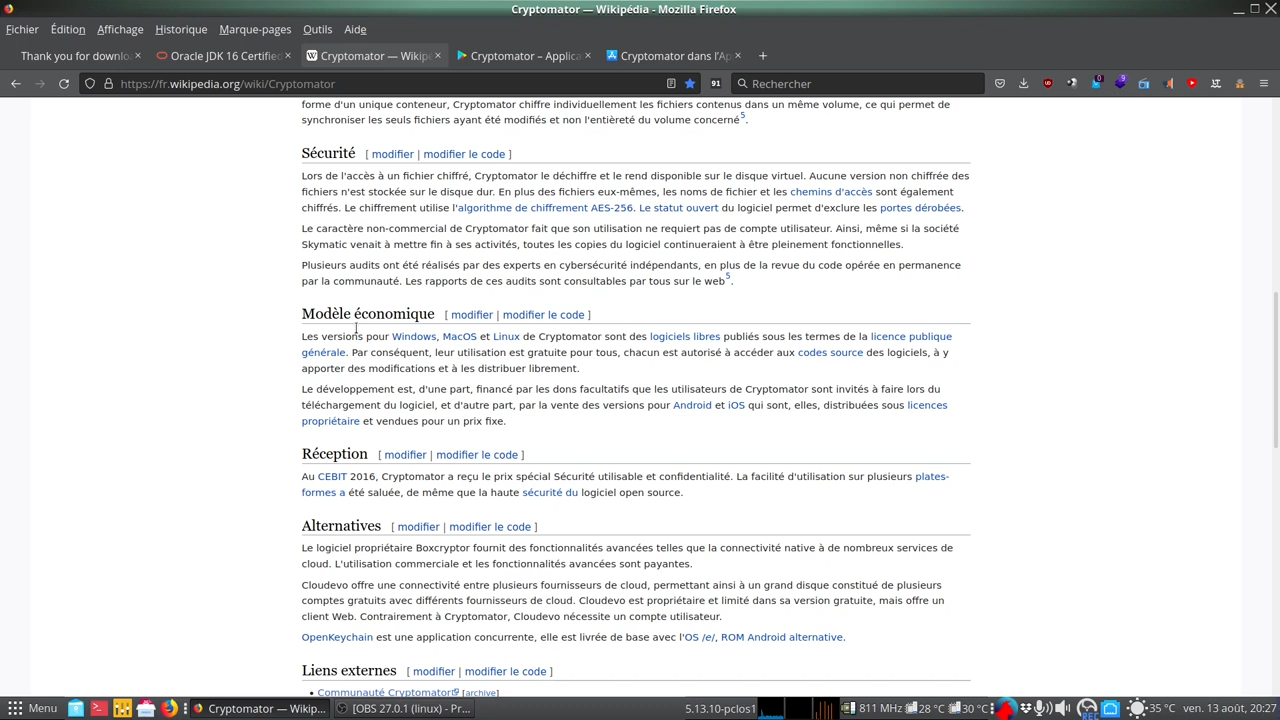 Cryptomator — Wikipédia - Mozilla Firefox
Fichier Édition Affichage Historique Marque-pages Outils Aide
Thank you for downlo Oracle JDK 16 Certifie Cryptomator — Wikipé Cryptomator – Applica Cryptomator dans l'Ap
https://fr.wikipedia.org/wiki/Cryptomator 91 Rechercher 0 9
forme d'un unique conteneur, Cryptomator chiffre individuellement les fichiers contenus dans un même volume, ce qui permet de
synchroniser les seuls fichiers ayant été modifiés et non l'entièreté du volume concerné5.
Sécurité [ modifier | modifier le code ]
Lors de l'accès à un fichier chiffré, Cryptomator le déchiffre et le rend disponible sur le disque virtuel. Aucune version non chiffrée des
fichiers n'est stockée sur le disque dur. En plus des fichiers eux-mêmes, les noms de fichier et les chemins d'accès sont également
chiffrés. Le chiffrement utilise l'algorithme de chiffrement AES-256. Le statut ouvert du logiciel permet d'exclure les portes dérobées.
Le caractère non-commercial de Cryptomator fait que son utilisation ne requiert pas de compte utilisateur. Ainsi, même si la société
Skymatic venait à mettre fin à ses activités, toutes les copies du logiciel continueraient à être pleinement fonctionnelles.
Plusieurs audits ont été réalisés par des experts en cybersécurité indépendants, en plus de la revue du code opérée en permanence
par la communauté. Les rapports de ces audits sont consultables par tous sur le web5.
Modèle économique [ modifier | modifier le code ]
Les versions pour Windows, MacOS et Linux de Cryptomator sont des logiciels libres publiés sous les termes de la licence publique
générale. Par conséquent, leur utilisation est gratuite pour tous, chacun est autorisé à accéder aux codes source des logiciels, à y
apporter des modifications et à les distribuer librement.
Le développement est, d'une part, financé par les dons facultatifs que les utilisateurs de Cryptomator sont invités à faire lors du
téléchargement du logiciel, et d'autre part, par la vente des versions pour Android et iOS qui sont, elles, distribuées sous licences
propriétaire et vendues pour un prix fixe.
Réception [ modifier | modifier le code ]
Au CEBIT 2016, Cryptomator a reçu le prix spécial Sécurité utilisable et confidentialité. La facilité d'utilisation sur plusieurs plates-
formes a été saluée, de même que la haute sécurité du logiciel open source.
Alternatives [ modifier | modifier le code ]
Le logiciel propriétaire Boxcryptor fournit des fonctionnalités avancées telles que la connectivité native à de nombreux services de
cloud. L'utilisation commerciale et les fonctionnalités avancées sont payantes.
Cloudevo offre une connectivité entre plusieurs fournisseurs de cloud, permettant ainsi à un grand disque constitué de plusieurs
comptes gratuits avec différents fournisseurs de cloud. Cloudevo est propriétaire et limité dans sa version gratuite, mais offre un
client Web. Contrairement à Cryptomator, Cloudevo nécessite un compte utilisateur.
OpenKeychain est une application concurrente, elle est livrée de base avec l'OS /e/, ROM Android alternative.
Liens externes [ modifier | modifier le code ]
• Communauté Cryptomator [archive]
Menu Cryptomator — Wikip... [OBS 27.0.1 (linux) - Pr... 5.13.10-pclos1 811 MHz 28 °C 30 °C 35 °C ven. 13 août, 20:27